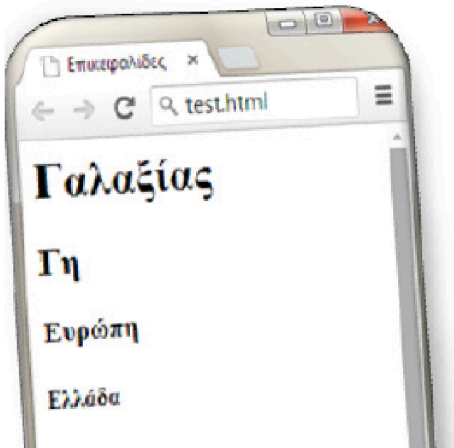 Επικεφαλίδες
test.html
Γαλαξίας
Γη
Ευρώπη
Ελλάδα